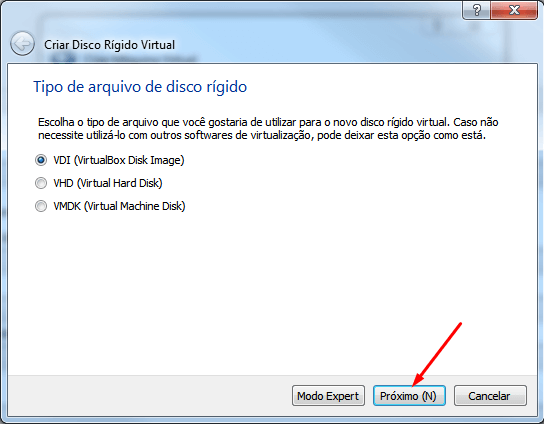 ?
Criar Disco Rígido Virtual
Tipo de arquivo de disco rígido
Escolha o tipo de arquivo que você gostaria de utilizar para o novo disco rígido virtual. Caso não
necessite utilizá-lo com outros softwares de virtualização, pode deixar esta opção como está.
VDI (VirtualBox Disk Image)
VHD (Virtual Hard Disk)
VMDK (Virtual Machine Disk)
Modo Expert
Próximo (N)
Cancelar